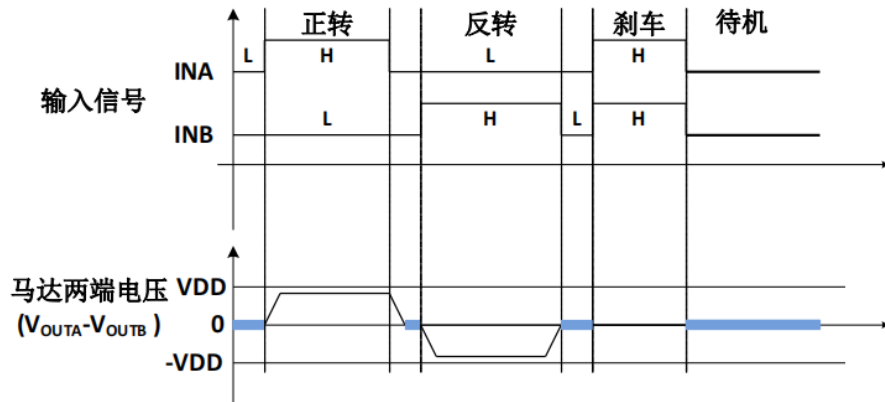 正转 反转 刹车 待机
L H L H
INA
输入信号
L H L H
INB
马达两端电压 VDD
(VOUTA-VOUTB ) 0
-VDD